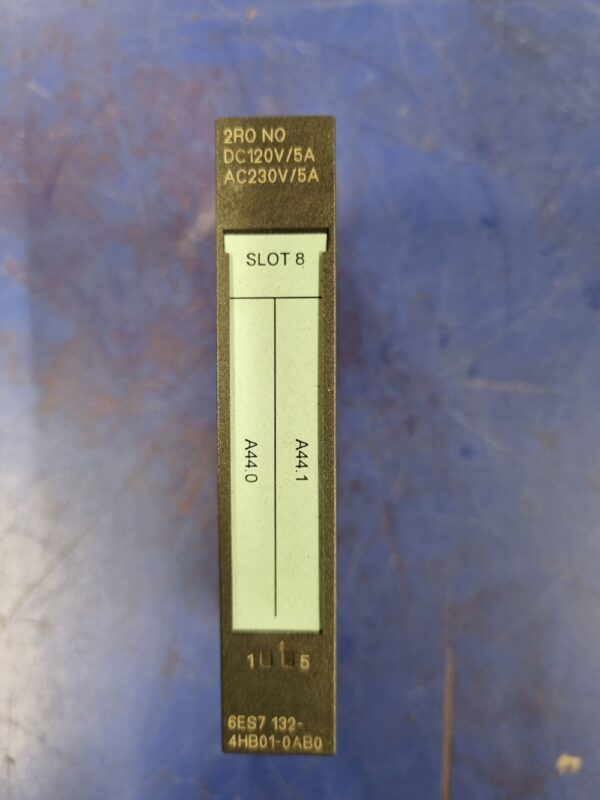 2RO NO
DC120V/5A
AC230V/5A
SLOT 8
A44.0
A44.1
1 5
6ES7 132-
4HB01-0AB0